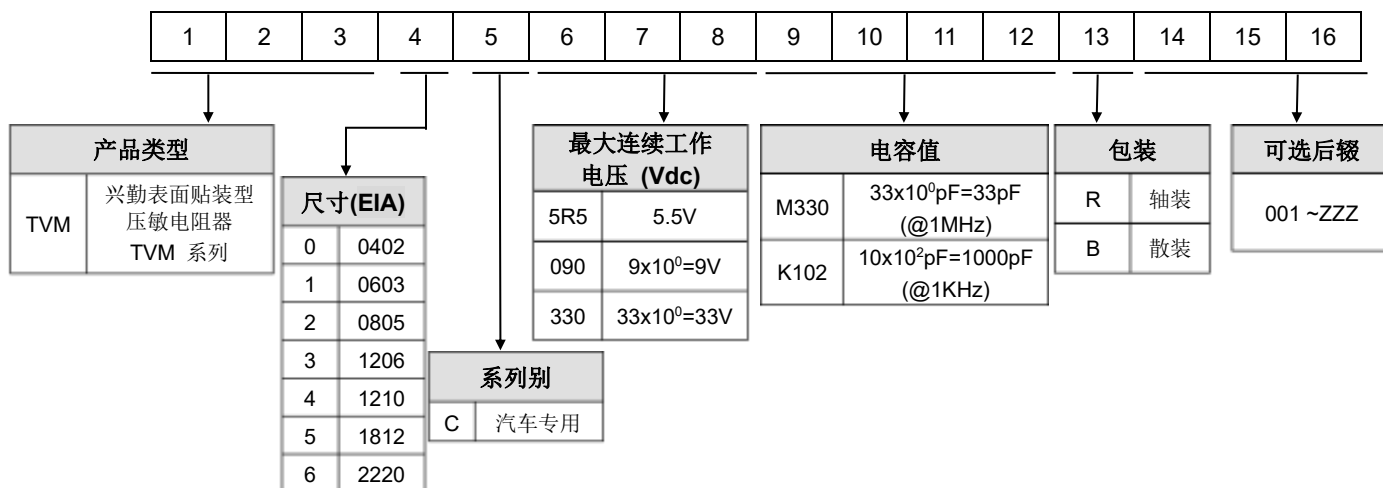 1 2 3 4 5 6 7 8 9 10 11 12 13 14 15 16
产品类型
TVM
兴勤表面贴装型
压敏电阻器
TVM 系列
尺寸(EIA)
0 0402
1 0603
2 0805
3 1206
4 1210
5 1812
6 2220
系列别
C 汽车专用
最大连续工作
电压 (Vdc)
5R5 5.5V
090 9x10⁰=9V
330 33x10⁰=33V
电容值
M330
33x10⁰pF=33pF
(@1MHz)
K102
10x10²pF=1000pF
(@1KHz)
包装
R 轴装
B 散装
可选后辍
001 ~ZZZ